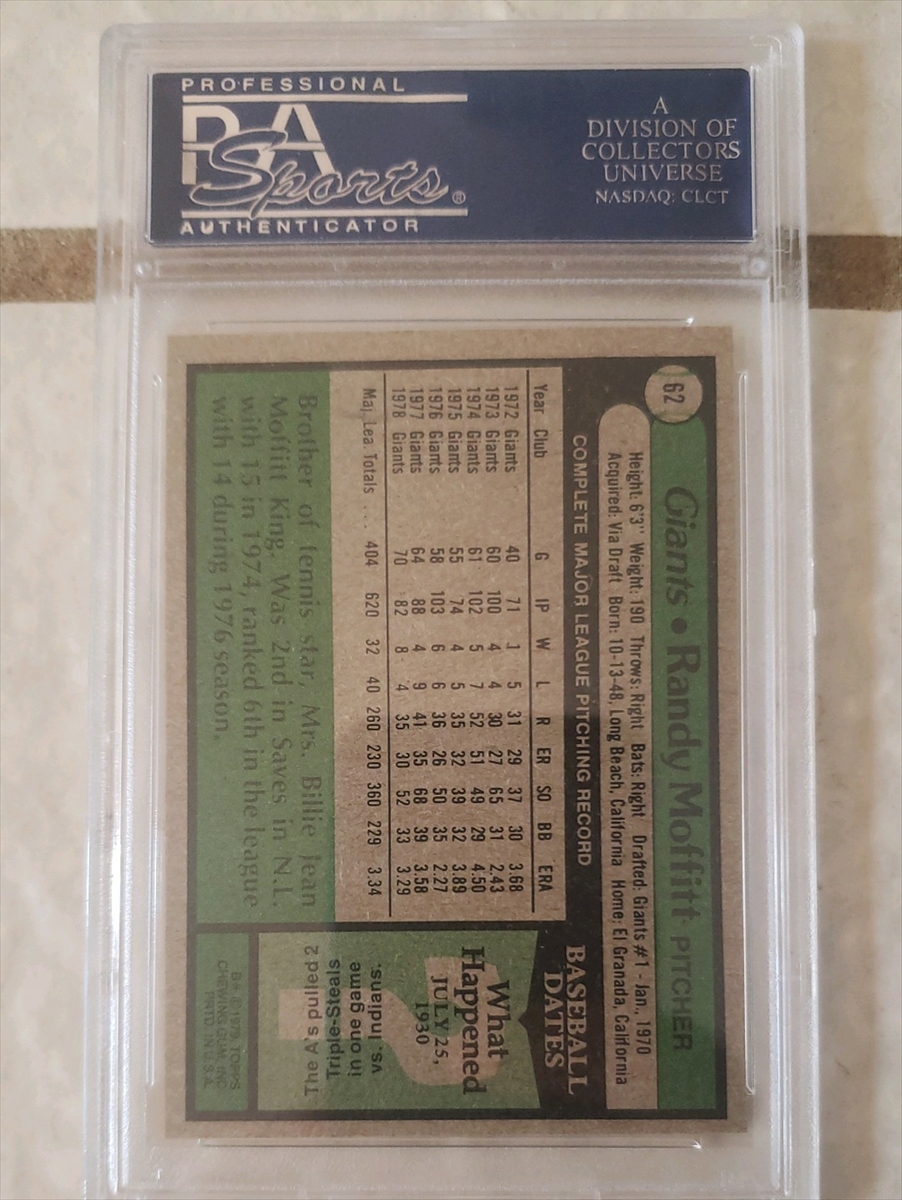 PROFESSIONAL
PSA
Sports®
AUTHENTICATOR
A
DIVISION OF
COLLECTORS
UNIVERSE
NASDAQ: CLCT
62
Giants • Randy Moffitt PITCHER
Height: 6'3" Weight: 190 Throws: Right Bats: Right Drafted: Giants #1 - Jan., 1970
Acquired: Via Draft Born: 10-13-48, Long Beach, California Home: El Granada, California
COMPLETE MAJOR LEAGUE PITCHING RECORD
Year Club G IP W L R ER SO BB ERA
1972 Giants 40 71 1 5 31 29 37 30 3.68
1973 Giants 60 100 4 4 30 27 65 31 2.43
1974 Giants 61 102 5 7 52 51 49 29 4.50
1975 Giants 55 74 4 5 35 32 39 32 3.89
1976 Giants 58 103 6 6 36 26 50 35 2.27
1977 Giants 64 88 4 9 41 35 68 39 3.58
1978 Giants 70 82 8 4 35 30 52 33 3.29
Maj. Lea. Totals ... 404 620 32 40 260 230 360 229 3.34
Brother of tennis star, Mrs. Billie Jean
Moffitt King. Was 2nd in Saves in N.L.
with 15 in 1974, ranked 6th in the league
with 14 during 1976 season.
BASEBALL
DATES
What
Happened
JULY 25,
1930
The A's pulled 2
Triple-Steals
in one game
vs. Indians.
B* © 1979 TOPPS
CHEWING GUM, INC.
PRTD. IN U.S.A.